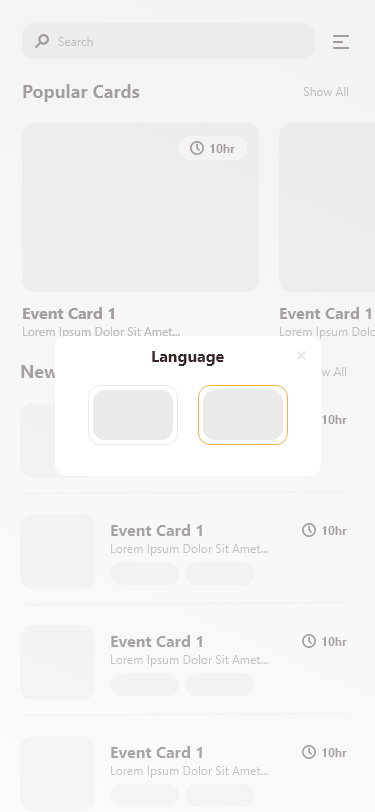 Search
Popular Cards
Show All
10hr
Event Card 1
Lorem Ipsum Dolor Sit Amet...
Event Card 1
Lorem Ipsum Dolo
Language
×
New
w All
10hr
Event Card 1
10hr
Lorem Ipsum Dolor Sit Amet...
Event Card 1
10hr
Lorem Ipsum Dolor Sit Amet...
Event Card 1
10hr
Lorem Ipsum Dolor Sit Amet...